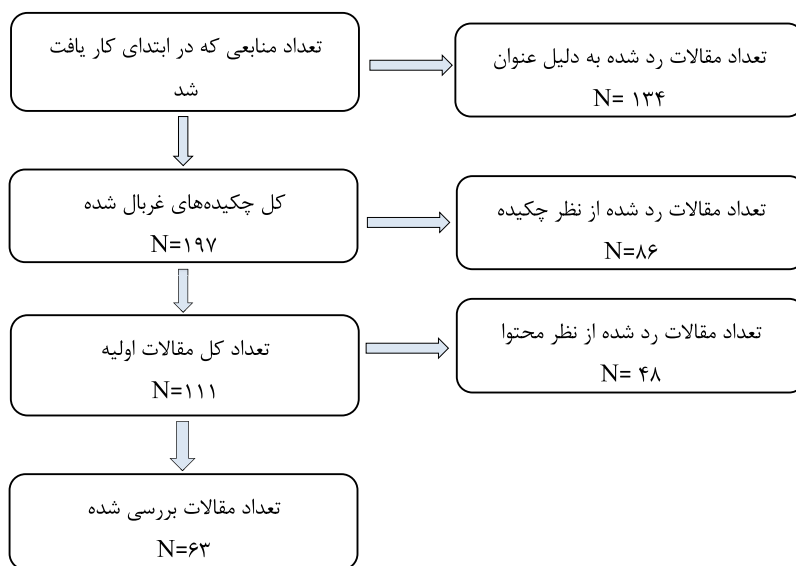 تعداد منابعی که در ابتدای کار یافت
شد
تعداد مقالات رد شده به دلیل عنوان
N= ۱۳۴
کل چکیده‌های غربال شده
N=۱۹۷
تعداد مقالات رد شده از نظر چکیده
N=۸۶
تعداد کل مقالات اولیه
N=۱۱۱
تعداد مقالات رد شده از نظر محتوا
N= ۴۸
تعداد مقالات بررسی شده
N=۶۳